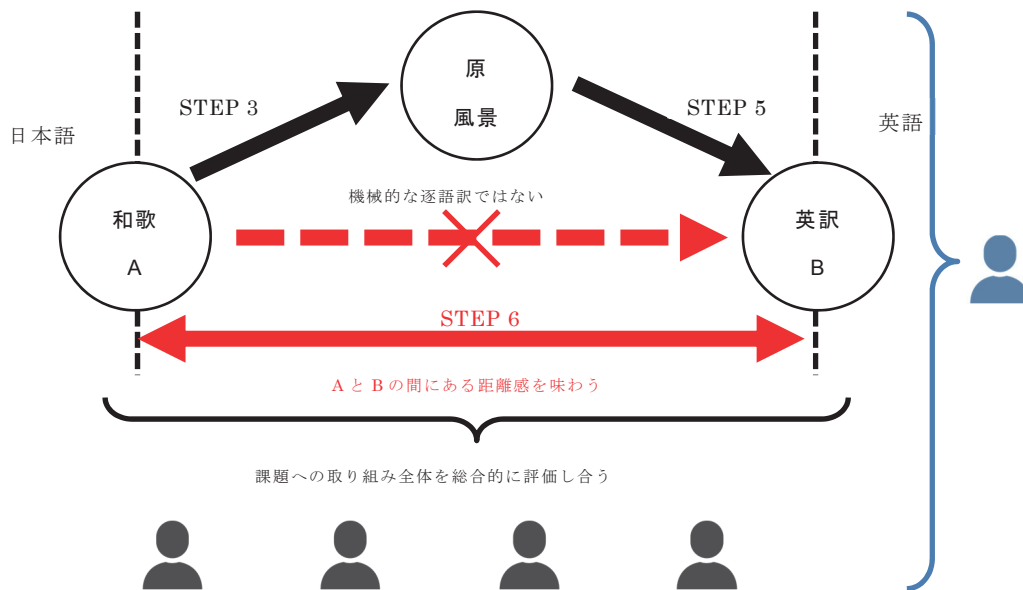 原
風景
STEP 3
STEP 5
日本語
英語
機械的な逐語訳ではない
和歌
A
英訳
B
STEP 6
A と B の間にある距離感を味わう
課題への取り組み全体を総合的に評価し合う